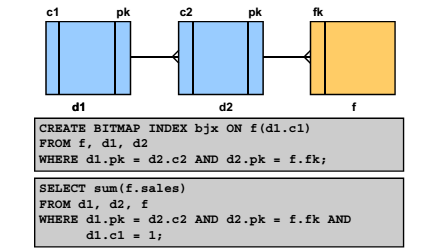 c1 pk c2 pk fk
d1 d2 f
CREATE BITMAP INDEX bjx ON f(d1.c1)
FROM f, d1, d2
WHERE d1.pk = d2.c2 AND d2.pk = f.fk;
SELECT sum(f.sales)
FROM d1, d2, f
WHERE d1.pk = d2.c2 AND d2.pk = f.fk AND
d1.c1 = 1;